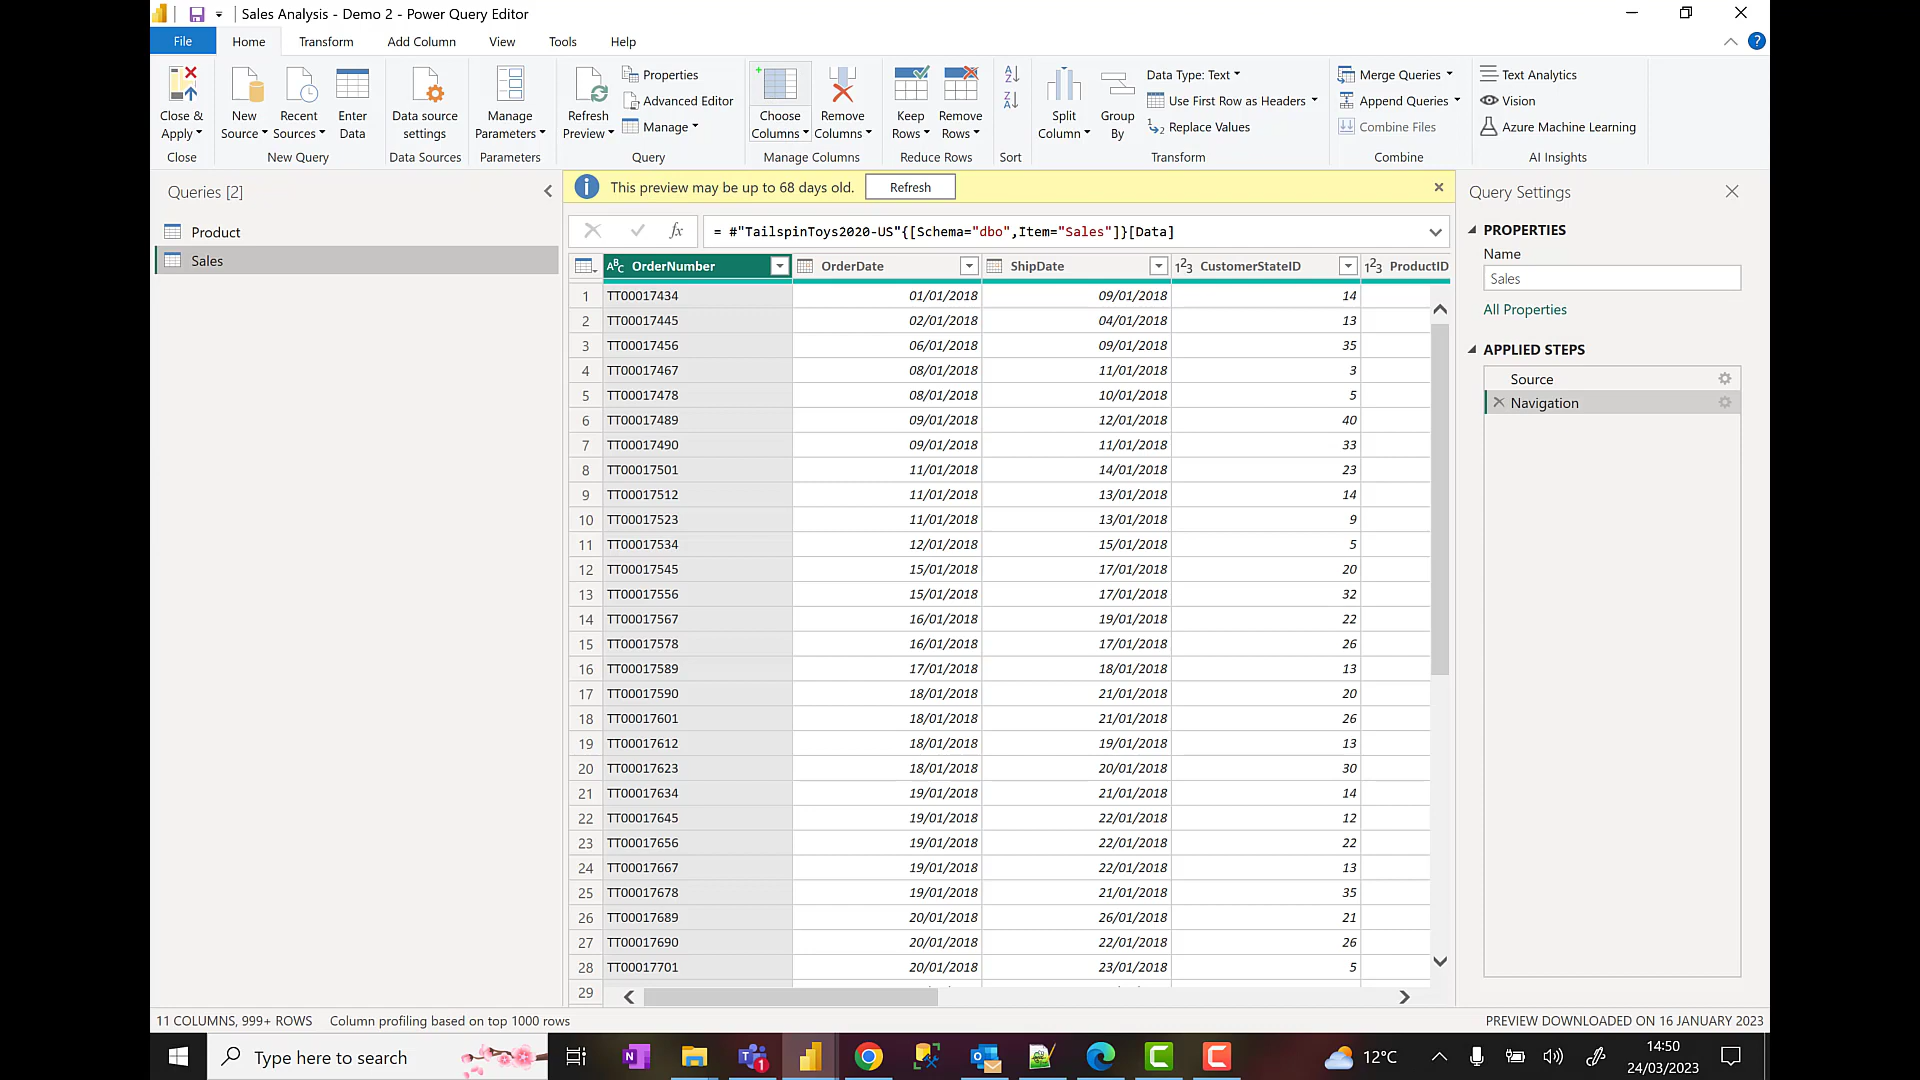 Sales Analysis - Demo 2 - Power Query Editor
File Home Transform Add Column View Tools Help
Close & Apply
Close
New Source
Recent Sources
Enter Data
New Query
Data source settings
Data Sources
Manage Parameters
Parameters
Refresh Preview
Properties
Advanced Editor
Manage
Query
Choose Columns
Remove Columns
Manage Columns
Keep Rows
Remove Rows
Reduce Rows
Sort
Split Column
Group By
Data Type: Text
Use First Row as Headers
Replace Values
Transform
Merge Queries
Append Queries
Combine Files
Combine
Text Analytics
Vision
Azure Machine Learning
AI Insights
Queries [2]
Product
Sales
This preview may be up to 68 days old. Refresh
= #"TailspinToys2020-US"{[Schema="dbo",Item="Sales"]}[Data]
OrderNumber OrderDate ShipDate CustomerStateID ProductID
1 TT00017434 01/01/2018 09/01/2018 14
2 TT00017445 02/01/2018 04/01/2018 13
3 TT00017456 06/01/2018 09/01/2018 35
4 TT00017467 08/01/2018 11/01/2018 3
5 TT00017478 08/01/2018 10/01/2018 5
6 TT00017489 09/01/2018 12/01/2018 40
7 TT00017490 09/01/2018 11/01/2018 33
8 TT00017501 11/01/2018 14/01/2018 23
9 TT00017512 11/01/2018 13/01/2018 14
10 TT00017523 11/01/2018 13/01/2018 9
11 TT00017534 12/01/2018 15/01/2018 5
12 TT00017545 15/01/2018 17/01/2018 20
13 TT00017556 15/01/2018 17/01/2018 32
14 TT00017567 16/01/2018 19/01/2018 22
15 TT00017578 16/01/2018 17/01/2018 26
16 TT00017589 17/01/2018 18/01/2018 13
17 TT00017590 18/01/2018 21/01/2018 20
18 TT00017601 18/01/2018 21/01/2018 26
19 TT00017612 18/01/2018 19/01/2018 13
20 TT00017623 18/01/2018 20/01/2018 30
21 TT00017634 19/01/2018 21/01/2018 14
22 TT00017645 19/01/2018 22/01/2018 12
23 TT00017656 19/01/2018 22/01/2018 22
24 TT00017667 19/01/2018 22/01/2018 13
25 TT00017678 19/01/2018 21/01/2018 35
26 TT00017689 20/01/2018 26/01/2018 21
27 TT00017690 20/01/2018 22/01/2018 26
28 TT00017701 20/01/2018 23/01/2018 5
29
Query Settings
PROPERTIES
Name
Sales
All Properties
APPLIED STEPS
Source
Navigation
11 COLUMNS, 999+ ROWS Column profiling based on top 1000 rows
PREVIEW DOWNLOADED ON 16 JANUARY 2023
Type here to search
12°C
14:50
24/03/2023